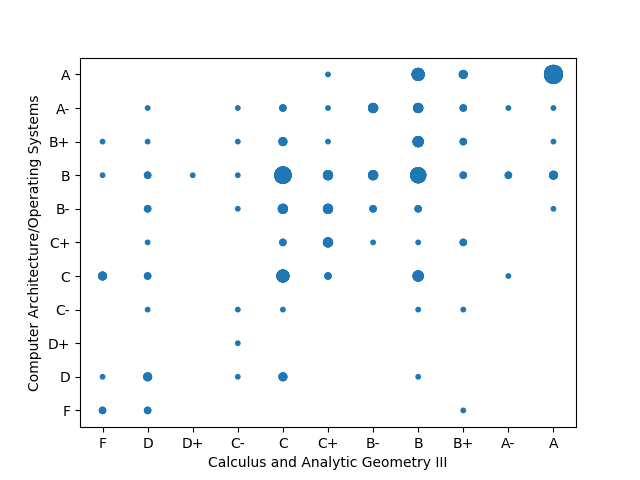 Computer Architecture/Operating Systems
A
A-
B+
B
B-
C+
C
C-
D+
D
F
F D D+ C- C C+ B- B B+ A- A
Calculus and Analytic Geometry III